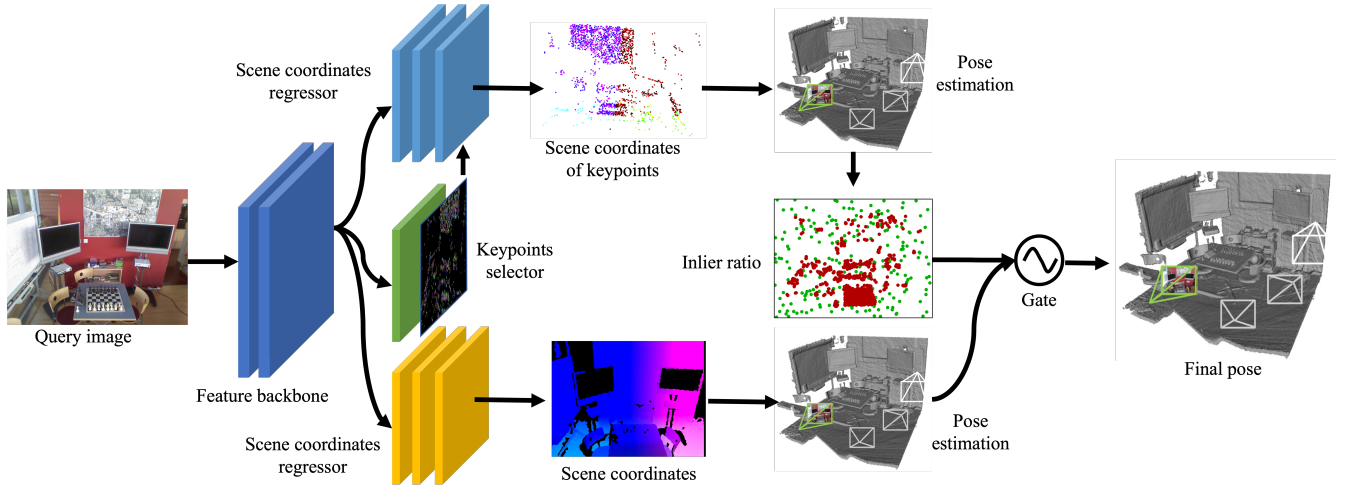 Scene coordinates
regressor
Pose
estimation
Scene coordinates
of keypoints
Keypoints
selector
Inlier ratio
Query image
Gate
Final pose
Feature backbone
Scene coordinates
regressor
Pose
estimation
Scene coordinates